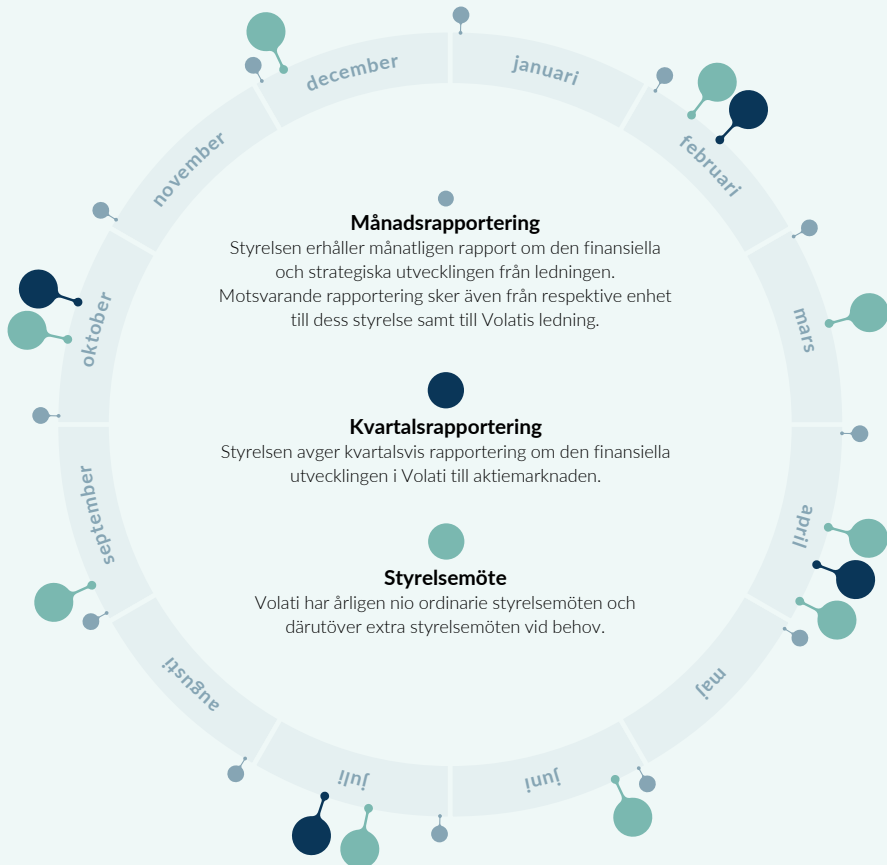 december
januari
november
februari
Månadsrapportering
Styrelsen erhåller månatligen rapport om den finansiella
och strategiska utvecklingen från ledningen.
Motsvarande rapportering sker även från respektive enhet
till dess styrelse samt till Volatis ledning.
oktober
mars
Kvartalsrapportering
Styrelsen avger kvartalsvis rapportering om den finansiella
utvecklingen i Volati till aktiemarknaden.
september
april
Styrelsemöte
Volati har årligen nio ordinarie styrelsemöten och
därutöver extra styrelsemöten vid behov.
augusti
maj
juli
juni